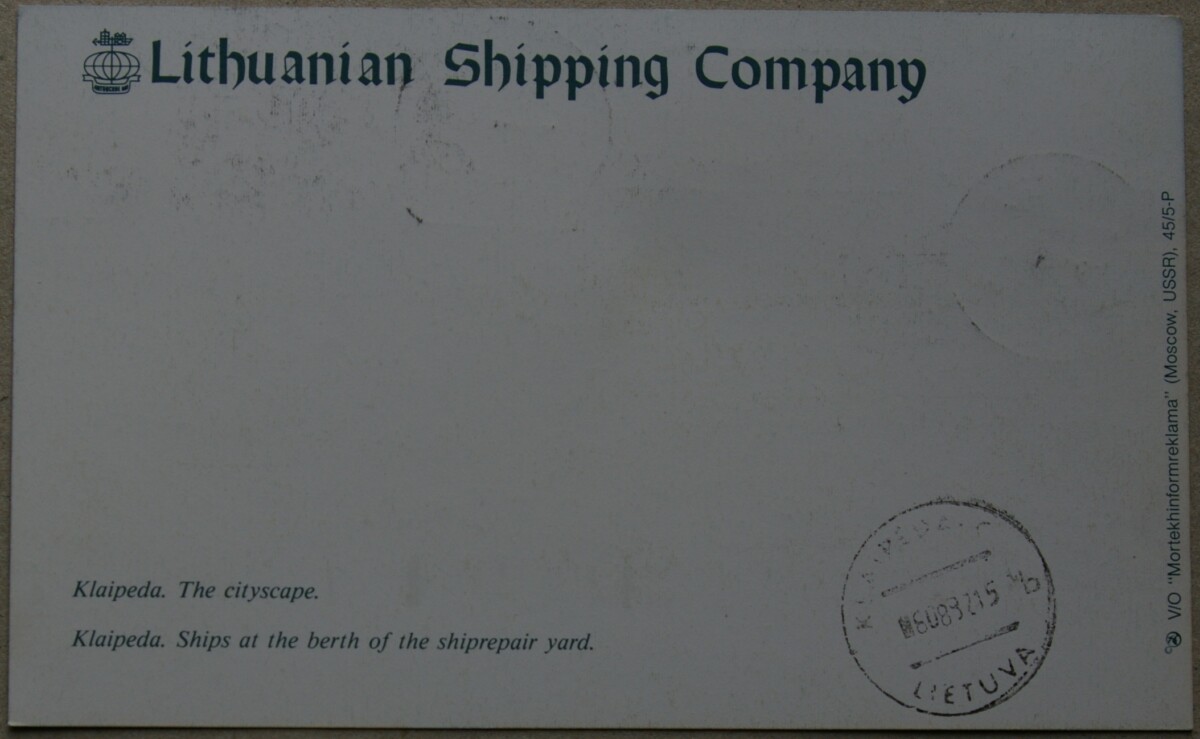 Lithuanian Shipping Company
Klaipeda. The cityscape.
Klaipeda. Ships at the berth of the shiprepair yard.
LIETUVA
V/O "Mortekhinformreklama" (Moscow, USSR), 45/5-P